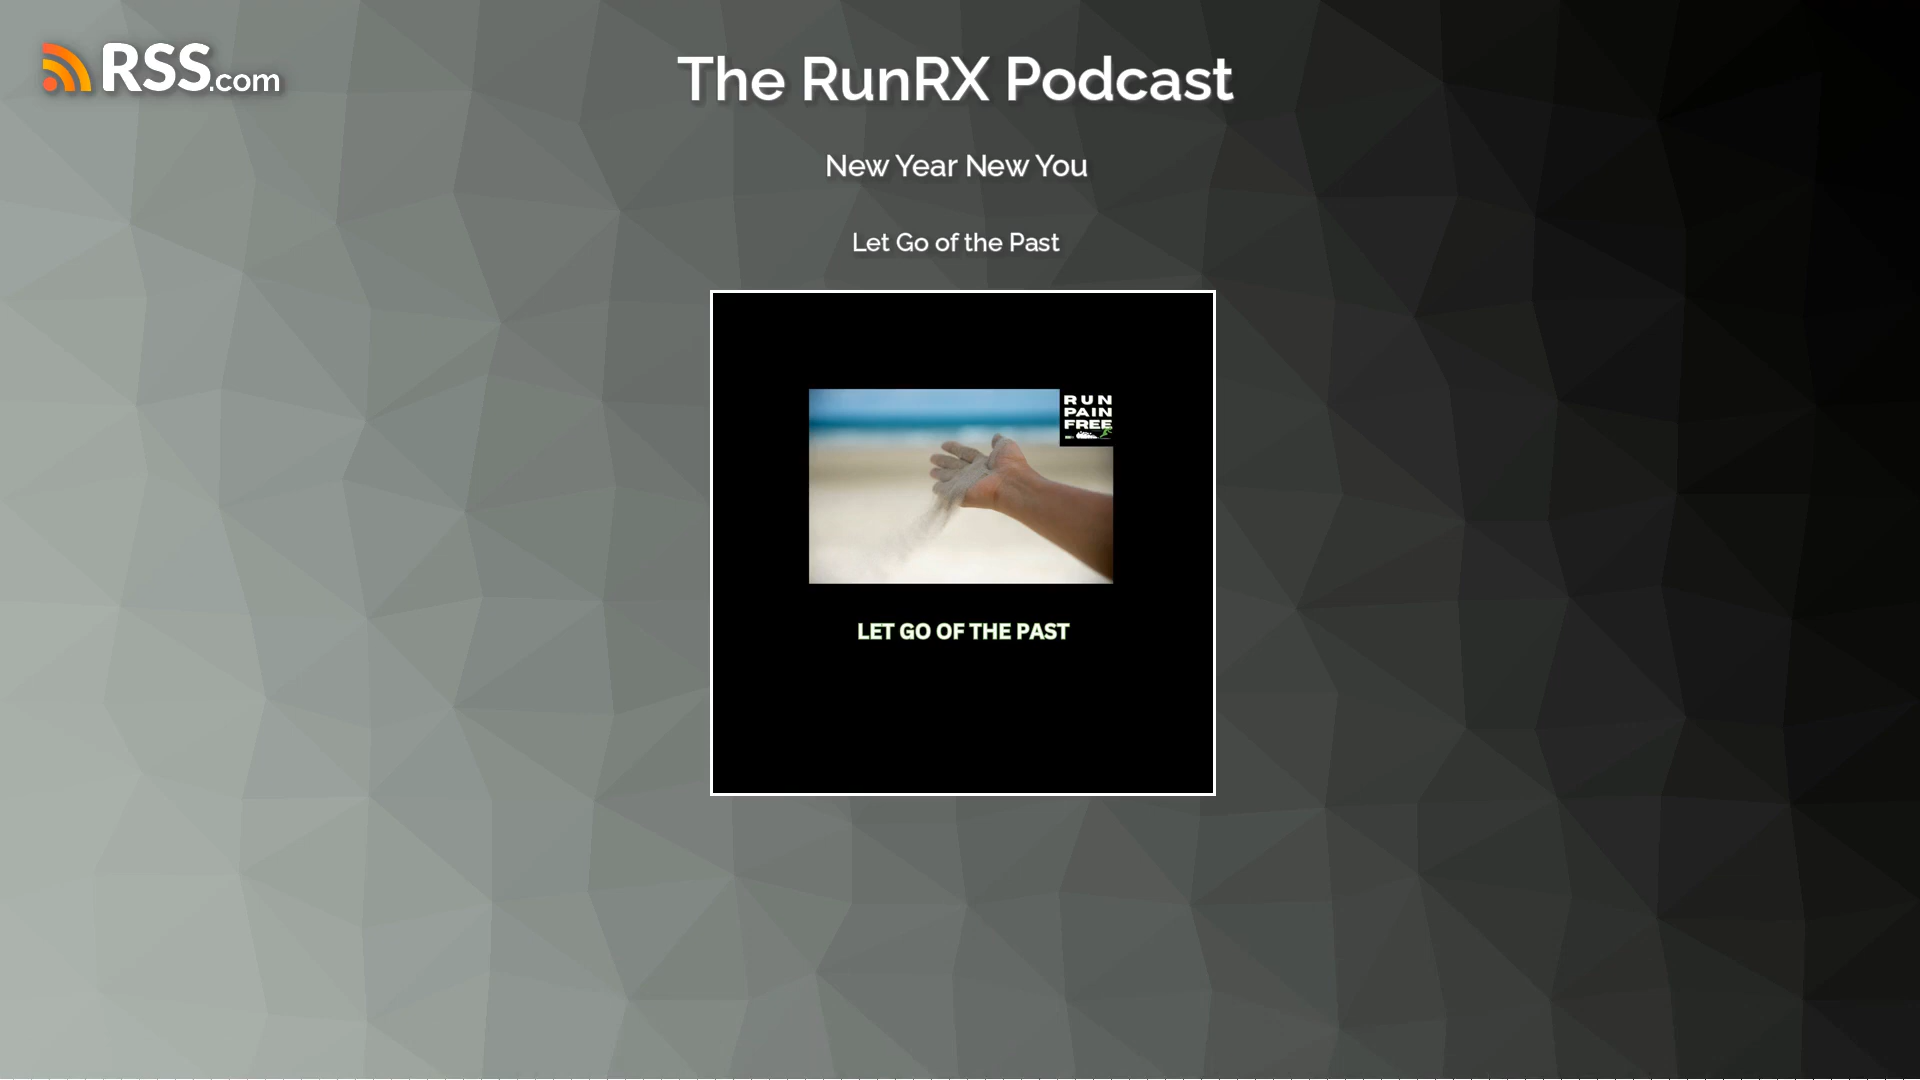 RSS.com
The RunRX Podcast
New Year New You
Let Go of the Past
RUN
PAIN
FREE
LET GO OF THE PAST